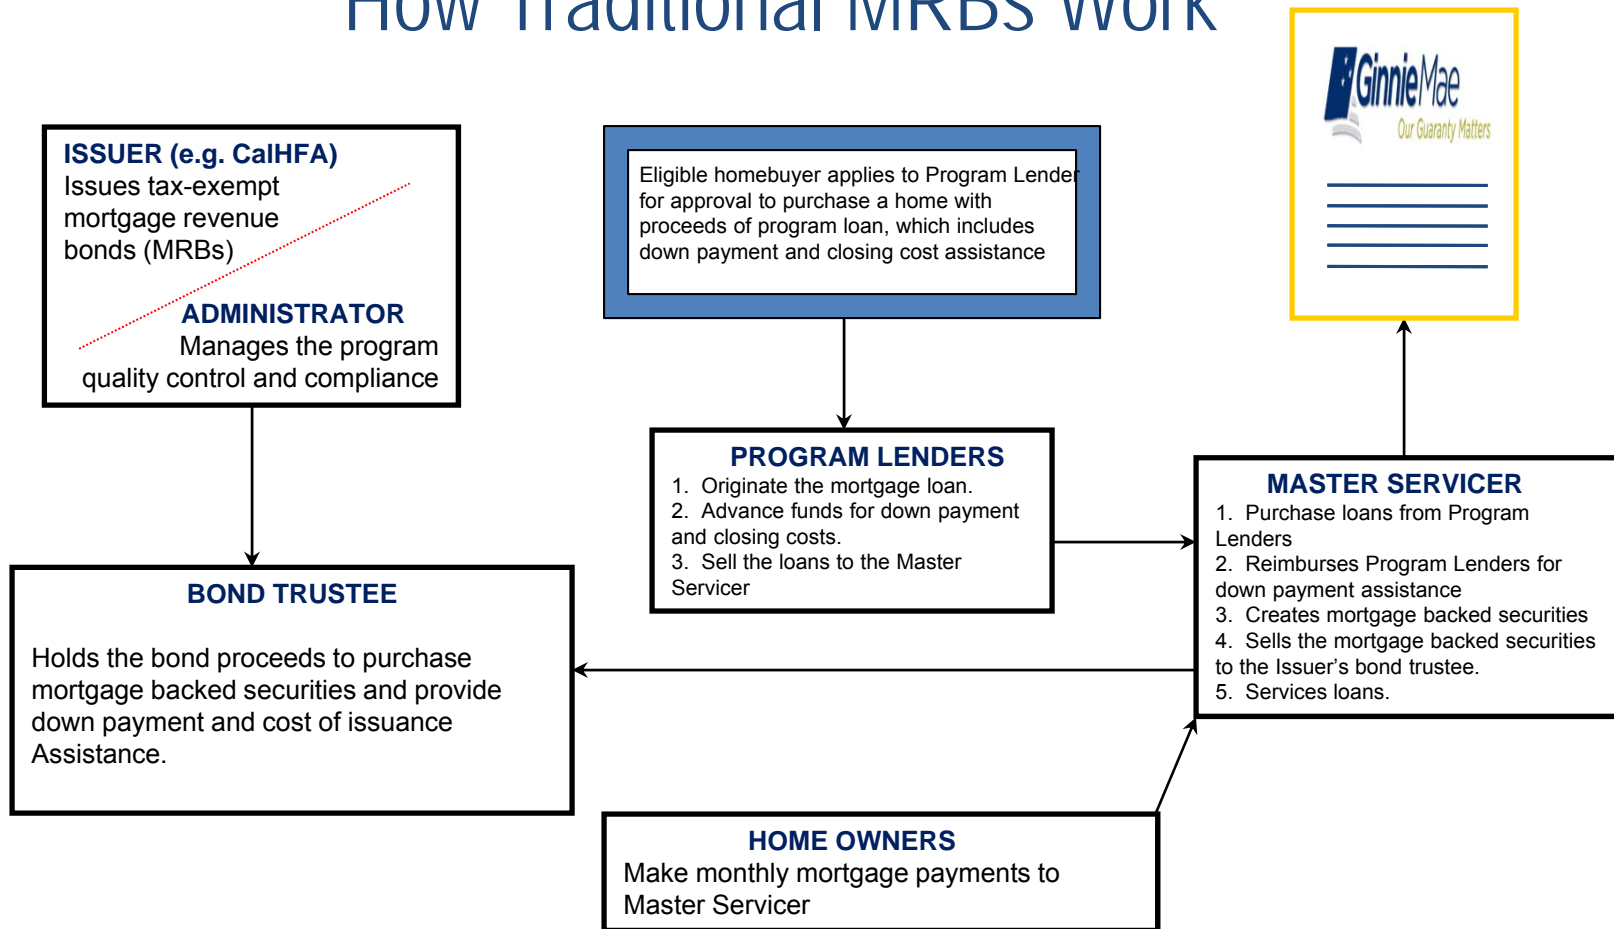 How Traditional MRBs Work
GinnieMae
Our Guaranty Matters
ISSUER (e.g. CalHFA)
Issues tax-exempt
mortgage revenue
bonds (MRBs)
ADMINISTRATOR
Manages the program
quality control and compliance
Eligible homebuyer applies to Program Lender
for approval to purchase a home with
proceeds of program loan, which includes
down payment and closing cost assistance
PROGRAM LENDERS
1. Originate the mortgage loan.
2. Advance funds for down payment
and closing costs.
3. Sell the loans to the Master
Servicer
MASTER SERVICER
1. Purchase loans from Program
Lenders
2. Reimburses Program Lenders for
down payment assistance
3. Creates mortgage backed securities
4. Sells the mortgage backed securities
to the Issuer’s bond trustee.
5. Services loans.
BOND TRUSTEE
Holds the bond proceeds to purchase
mortgage backed securities and provide
down payment and cost of issuance
Assistance.
HOME OWNERS
Make monthly mortgage payments to
Master Servicer